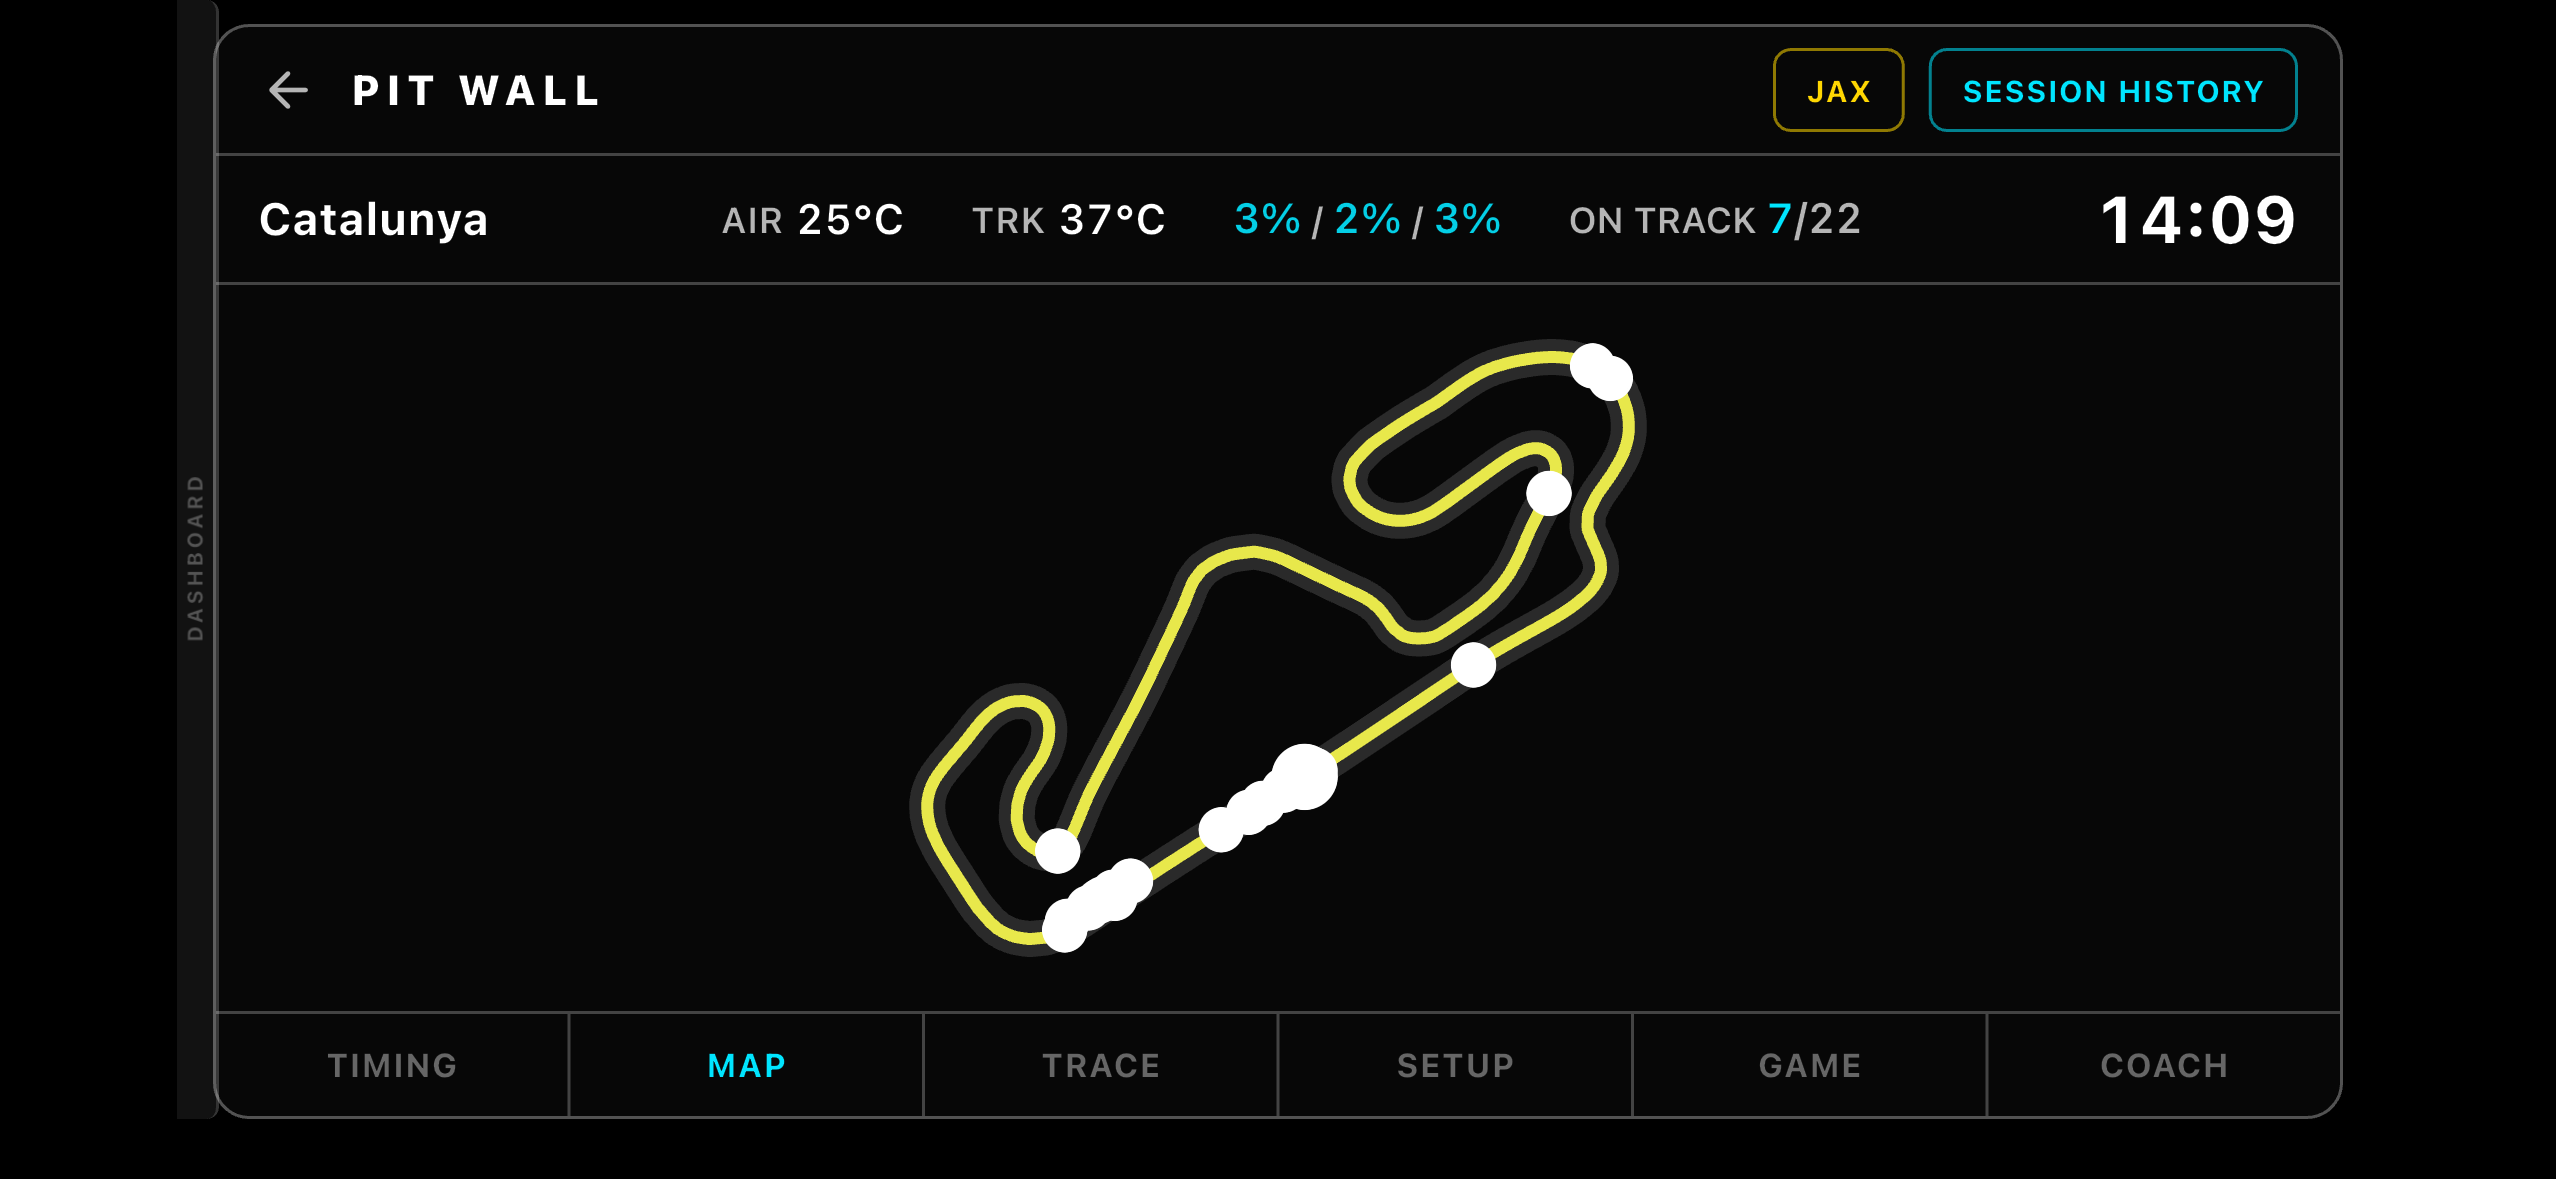 PIT WALL
JAX
SESSION HISTORY
Catalunya
AIR 25°C
TRK 37°C
3% / 2% / 3%
ON TRACK 7/22
14:09
DASHBOARD
TIMING
MAP
TRACE
SETUP
GAME
COACH